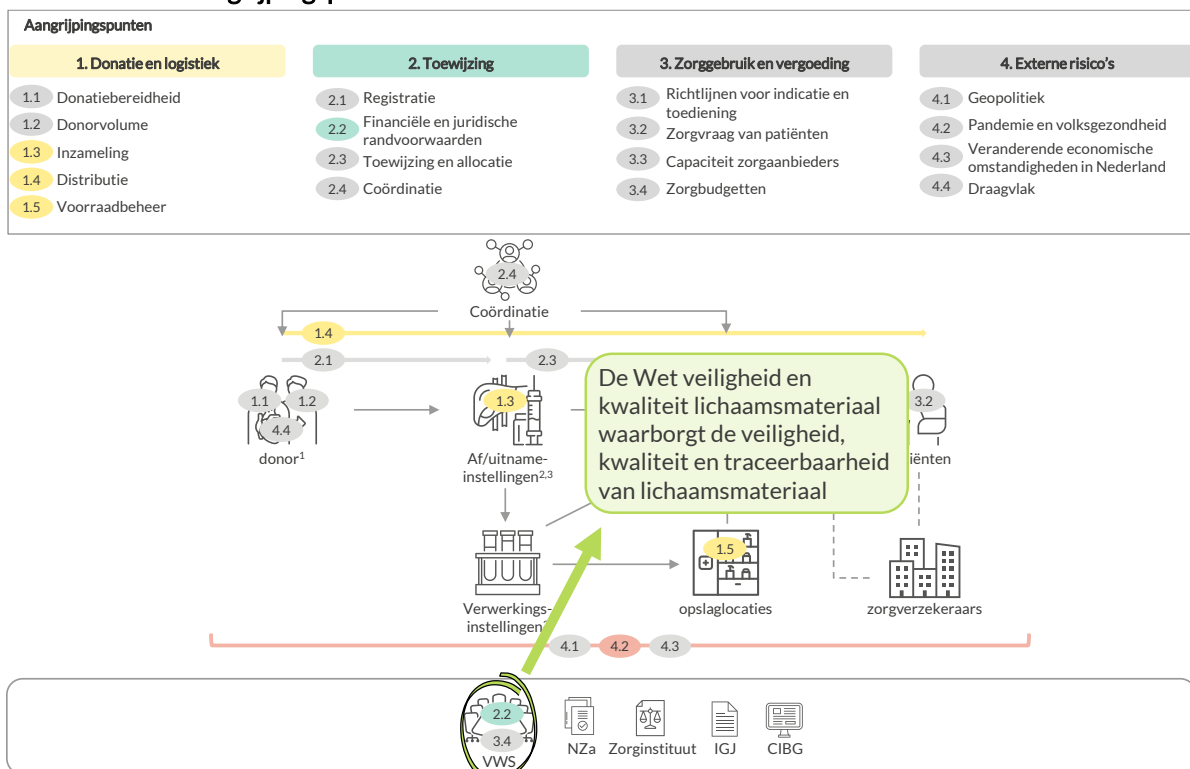 Aangrijpingspunten
1. Donatie en logistiek
1.1 Donatiebereidheid
1.2 Donorvolume
1.3 Inzameling
1.4 Distributie
1.5 Voorraadbeheer
2. Toewijzing
2.1 Registratie
2.2 Financiële en juridische
randvoorwaarden
2.3 Toewijzing en allocatie
2.4 Coördinatie
3. Zorggebruik en vergoeding
3.1 Richtlijnen voor indicatie en
toediening
3.2 Zorgvraag van patiënten
3.3 Capaciteit zorgaanbieders
3.4 Zorgbudgetten
4. Externe risico's
4.1 Geopolitiek
4.2 Pandemie en volksgezondheid
4.3 Veranderende economische
omstandigheden in Nederland
4.4 Draagvlak
2.4
Coördinatie
1.4
2.1
2.3
1.1
1.2
4.4
donor1
1.3
Af/uitname-
instellingen2,3
De Wet veiligheid en
kwaliteit lichaamsmateriaal
waarborgt de veiligheid,
kwaliteit en traceerbaarheid
van lichaamsmateriaal
3.2
iënten
Verwerkings-
instellingen
1.5
opslaglocaties
zorgverzekeraars
4.1
4.2
4.3
2.2
3.4
VWS
NZa
Zorginstituut
IGJ
CIBG